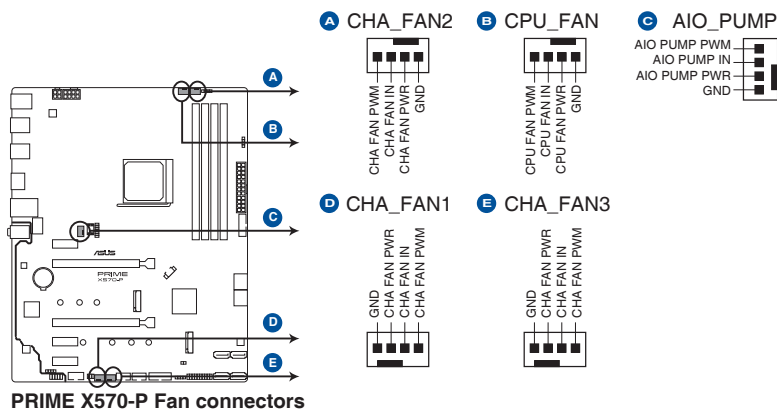 A CHA_FAN2
CHA FAN PWM
CHA FAN IN
CHA FAN PWR
GND
B CPU_FAN
CPU FAN PWM
CPU FAN IN
CPU FAN PWR
GND
C AIO_PUMP
AIO PUMP PWM
AIO PUMP IN
AIO PUMP PWR
GND
A
B
C
D
E
/SUS
PRIME
X570-P
D CHA_FAN1
GND
CHA FAN PWR
CHA FAN IN
CHA FAN PWM
E CHA_FAN3
GND
CHA FAN PWR
CHA FAN IN
CHA FAN PWM
PRIME X570-P Fan connectors